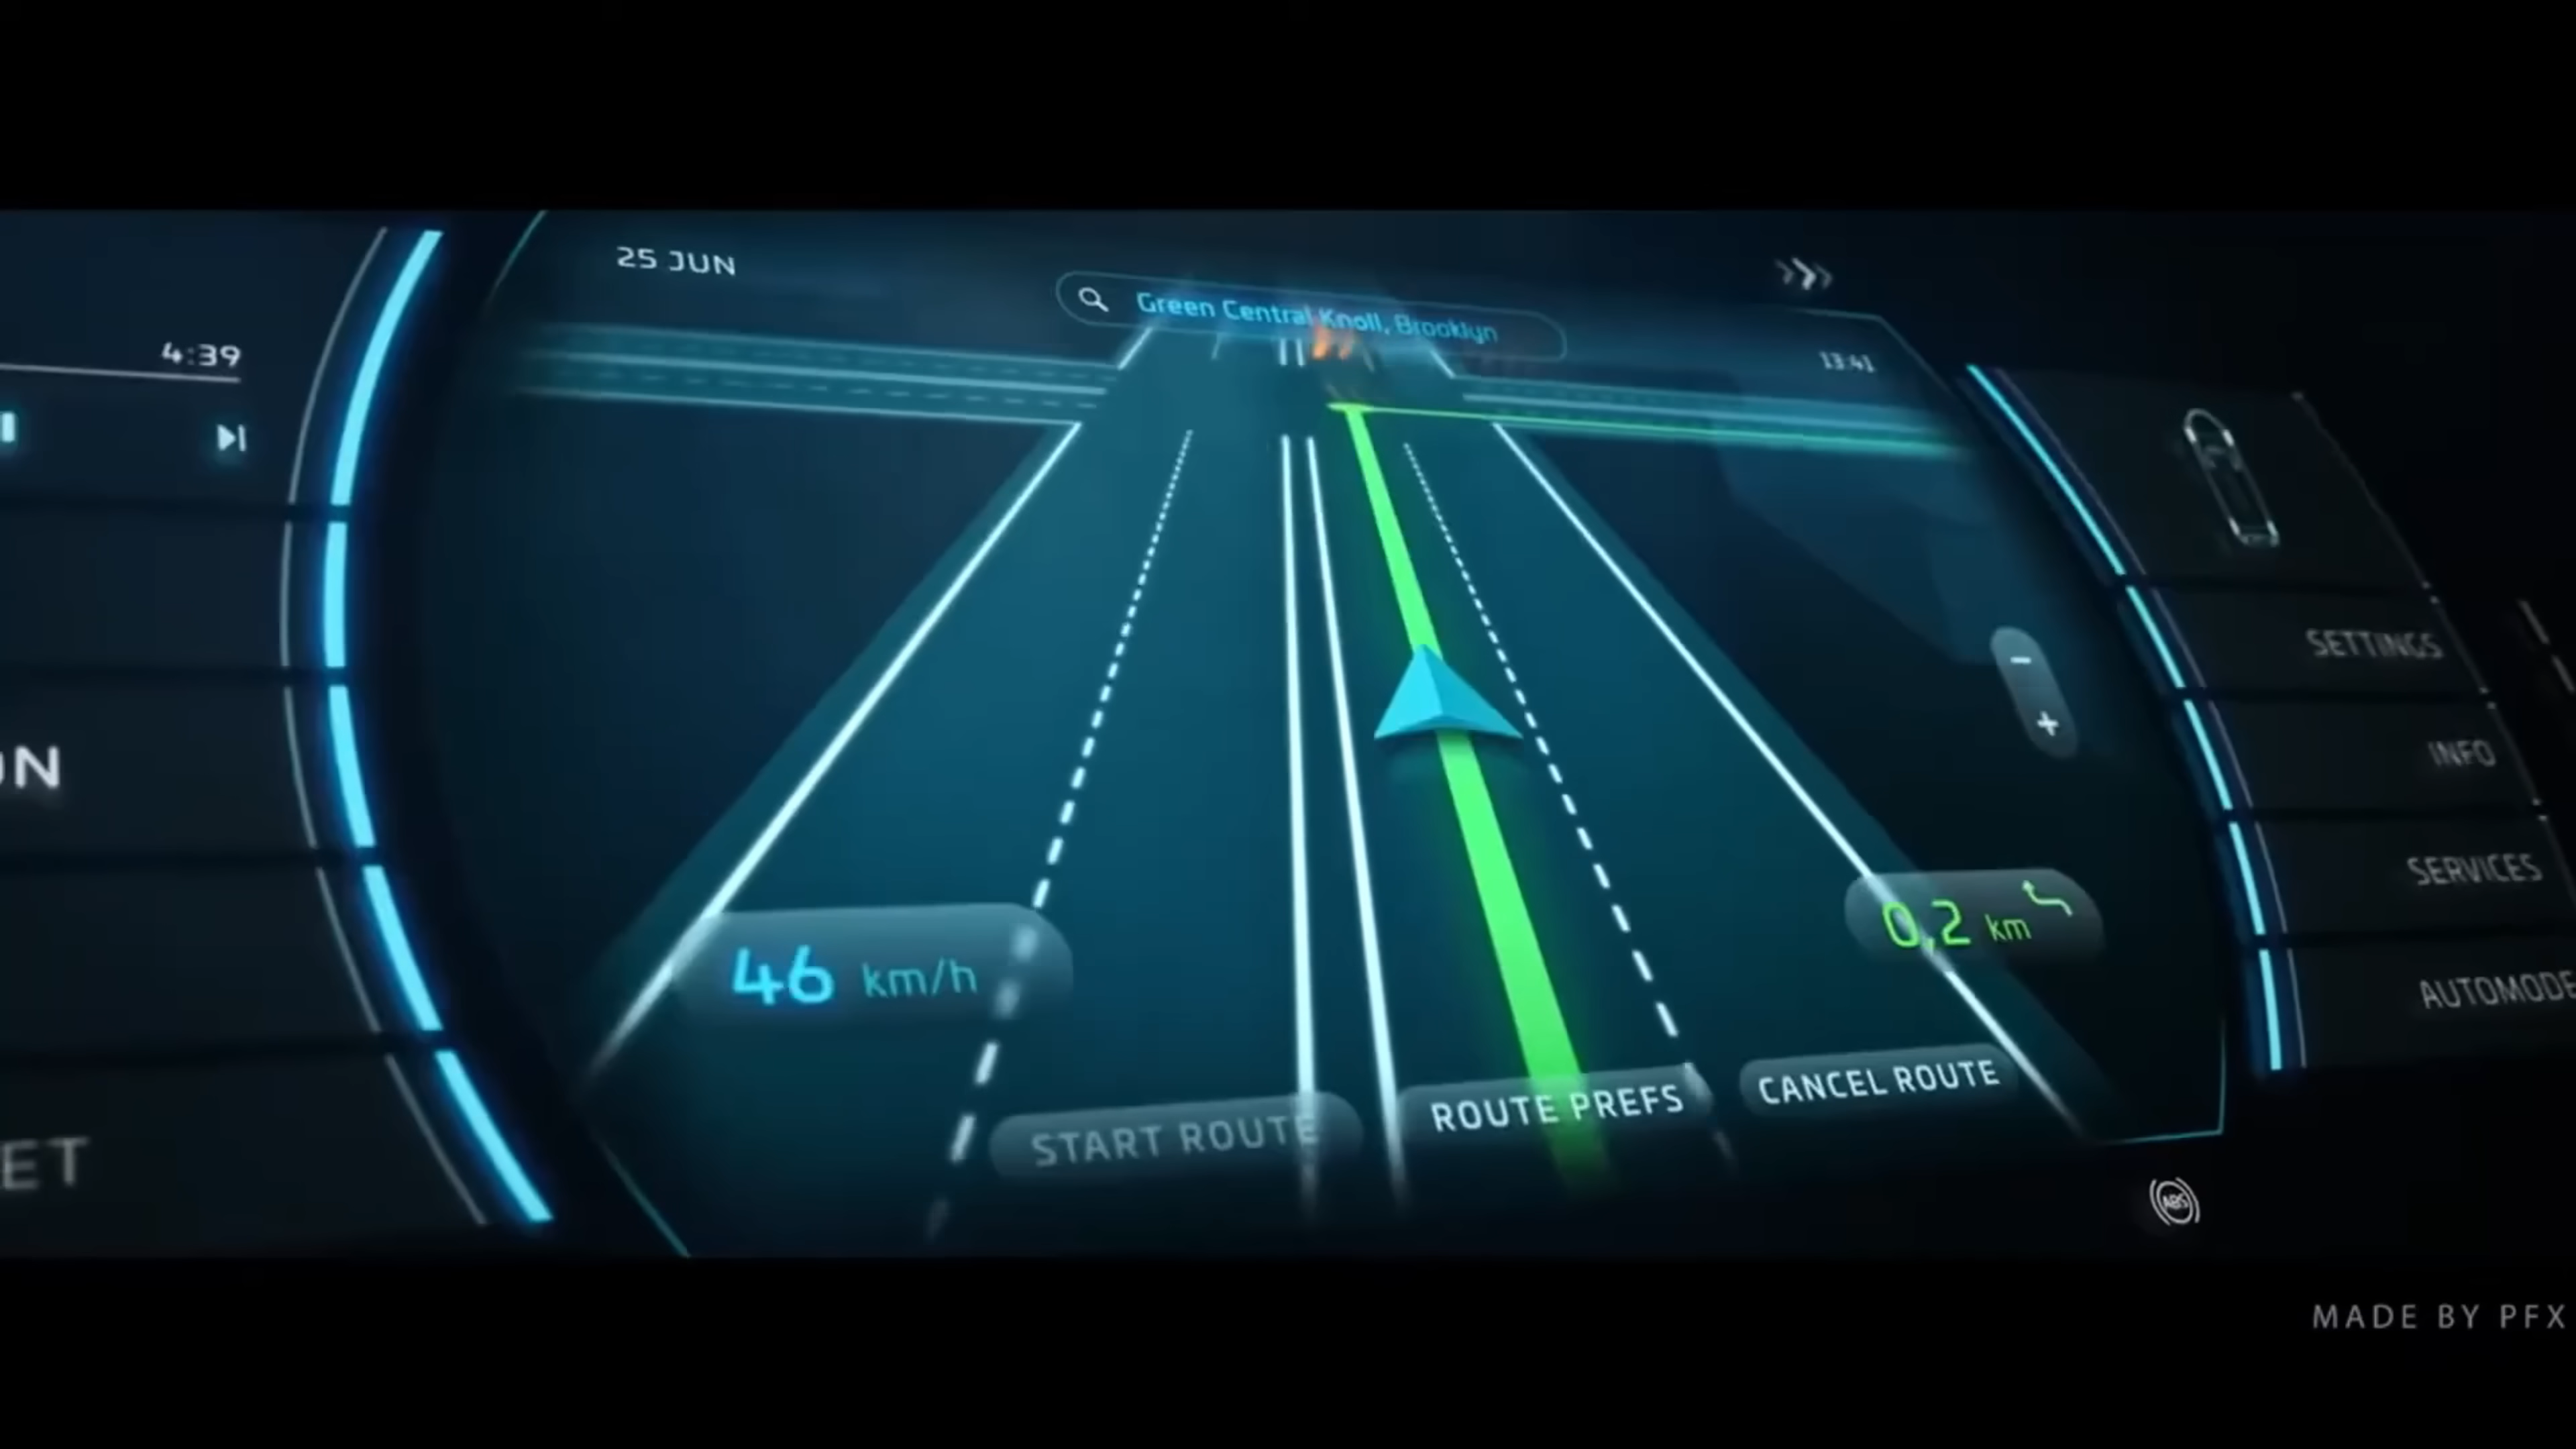 25 JUN
Green Central Knoll, Brooklyn
13:41
4:39
ON
ET
46 km/h
0,2 km
- 
+
START ROUTE
ROUTE PREFS
CANCEL ROUTE
SETTINGS
INFO
SERVICES
AUTOMODE
ABS
MADE BY PFX